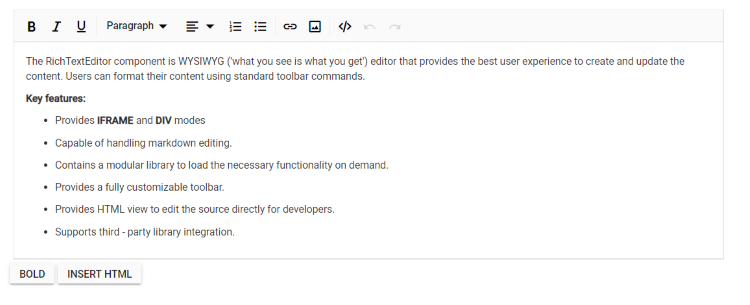 B I U Paragraph
The RichTextEditor component is WYSIWYG ('what you see is what you get') editor that provides the best user experience to create and update the
content. Users can format their content using standard toolbar commands.
Key features:
• Provides IFRAME and DIV modes
• Capable of handling markdown editing.
• Contains a modular library to load the necessary functionality on demand.
• Provides a fully customizable toolbar.
• Provides HTML view to edit the source directly for developers.
• Supports third - party library integration.
BOLD INSERT HTML